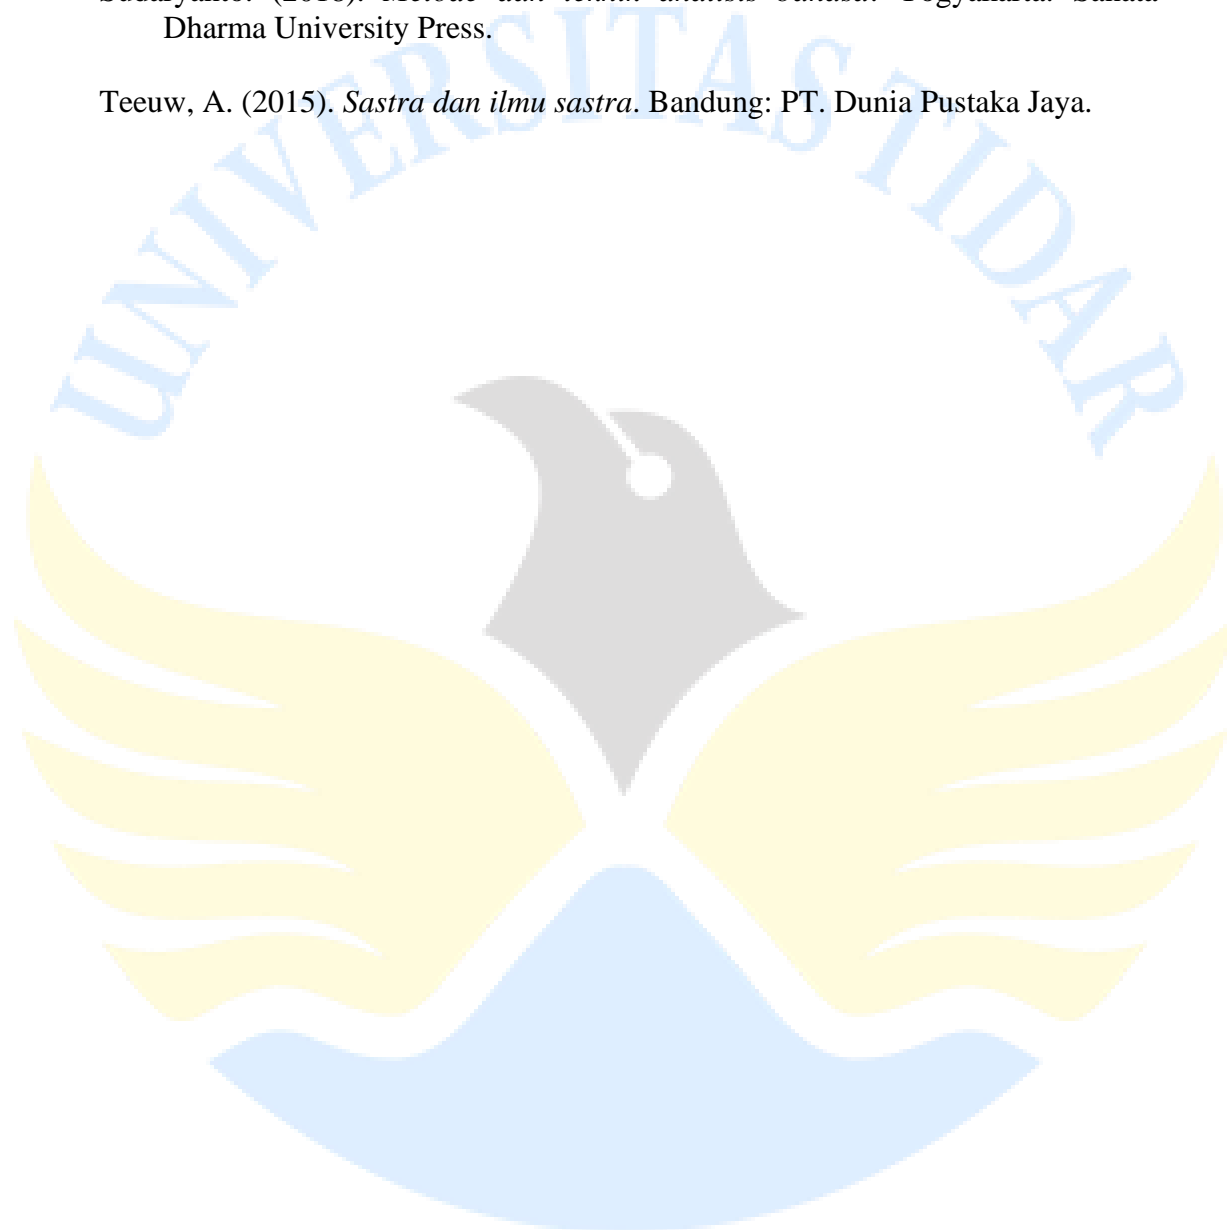 Sudaryanto. Metode dan teknik analisis bahasa. Yogyakarta: Sanata
Dharma University Press.
Teeuw, A. (2015). Sastra dan ilmu sastra. Bandung: PT. Dunia Pustaka Jaya.
UNIVERSITAS TIDAR